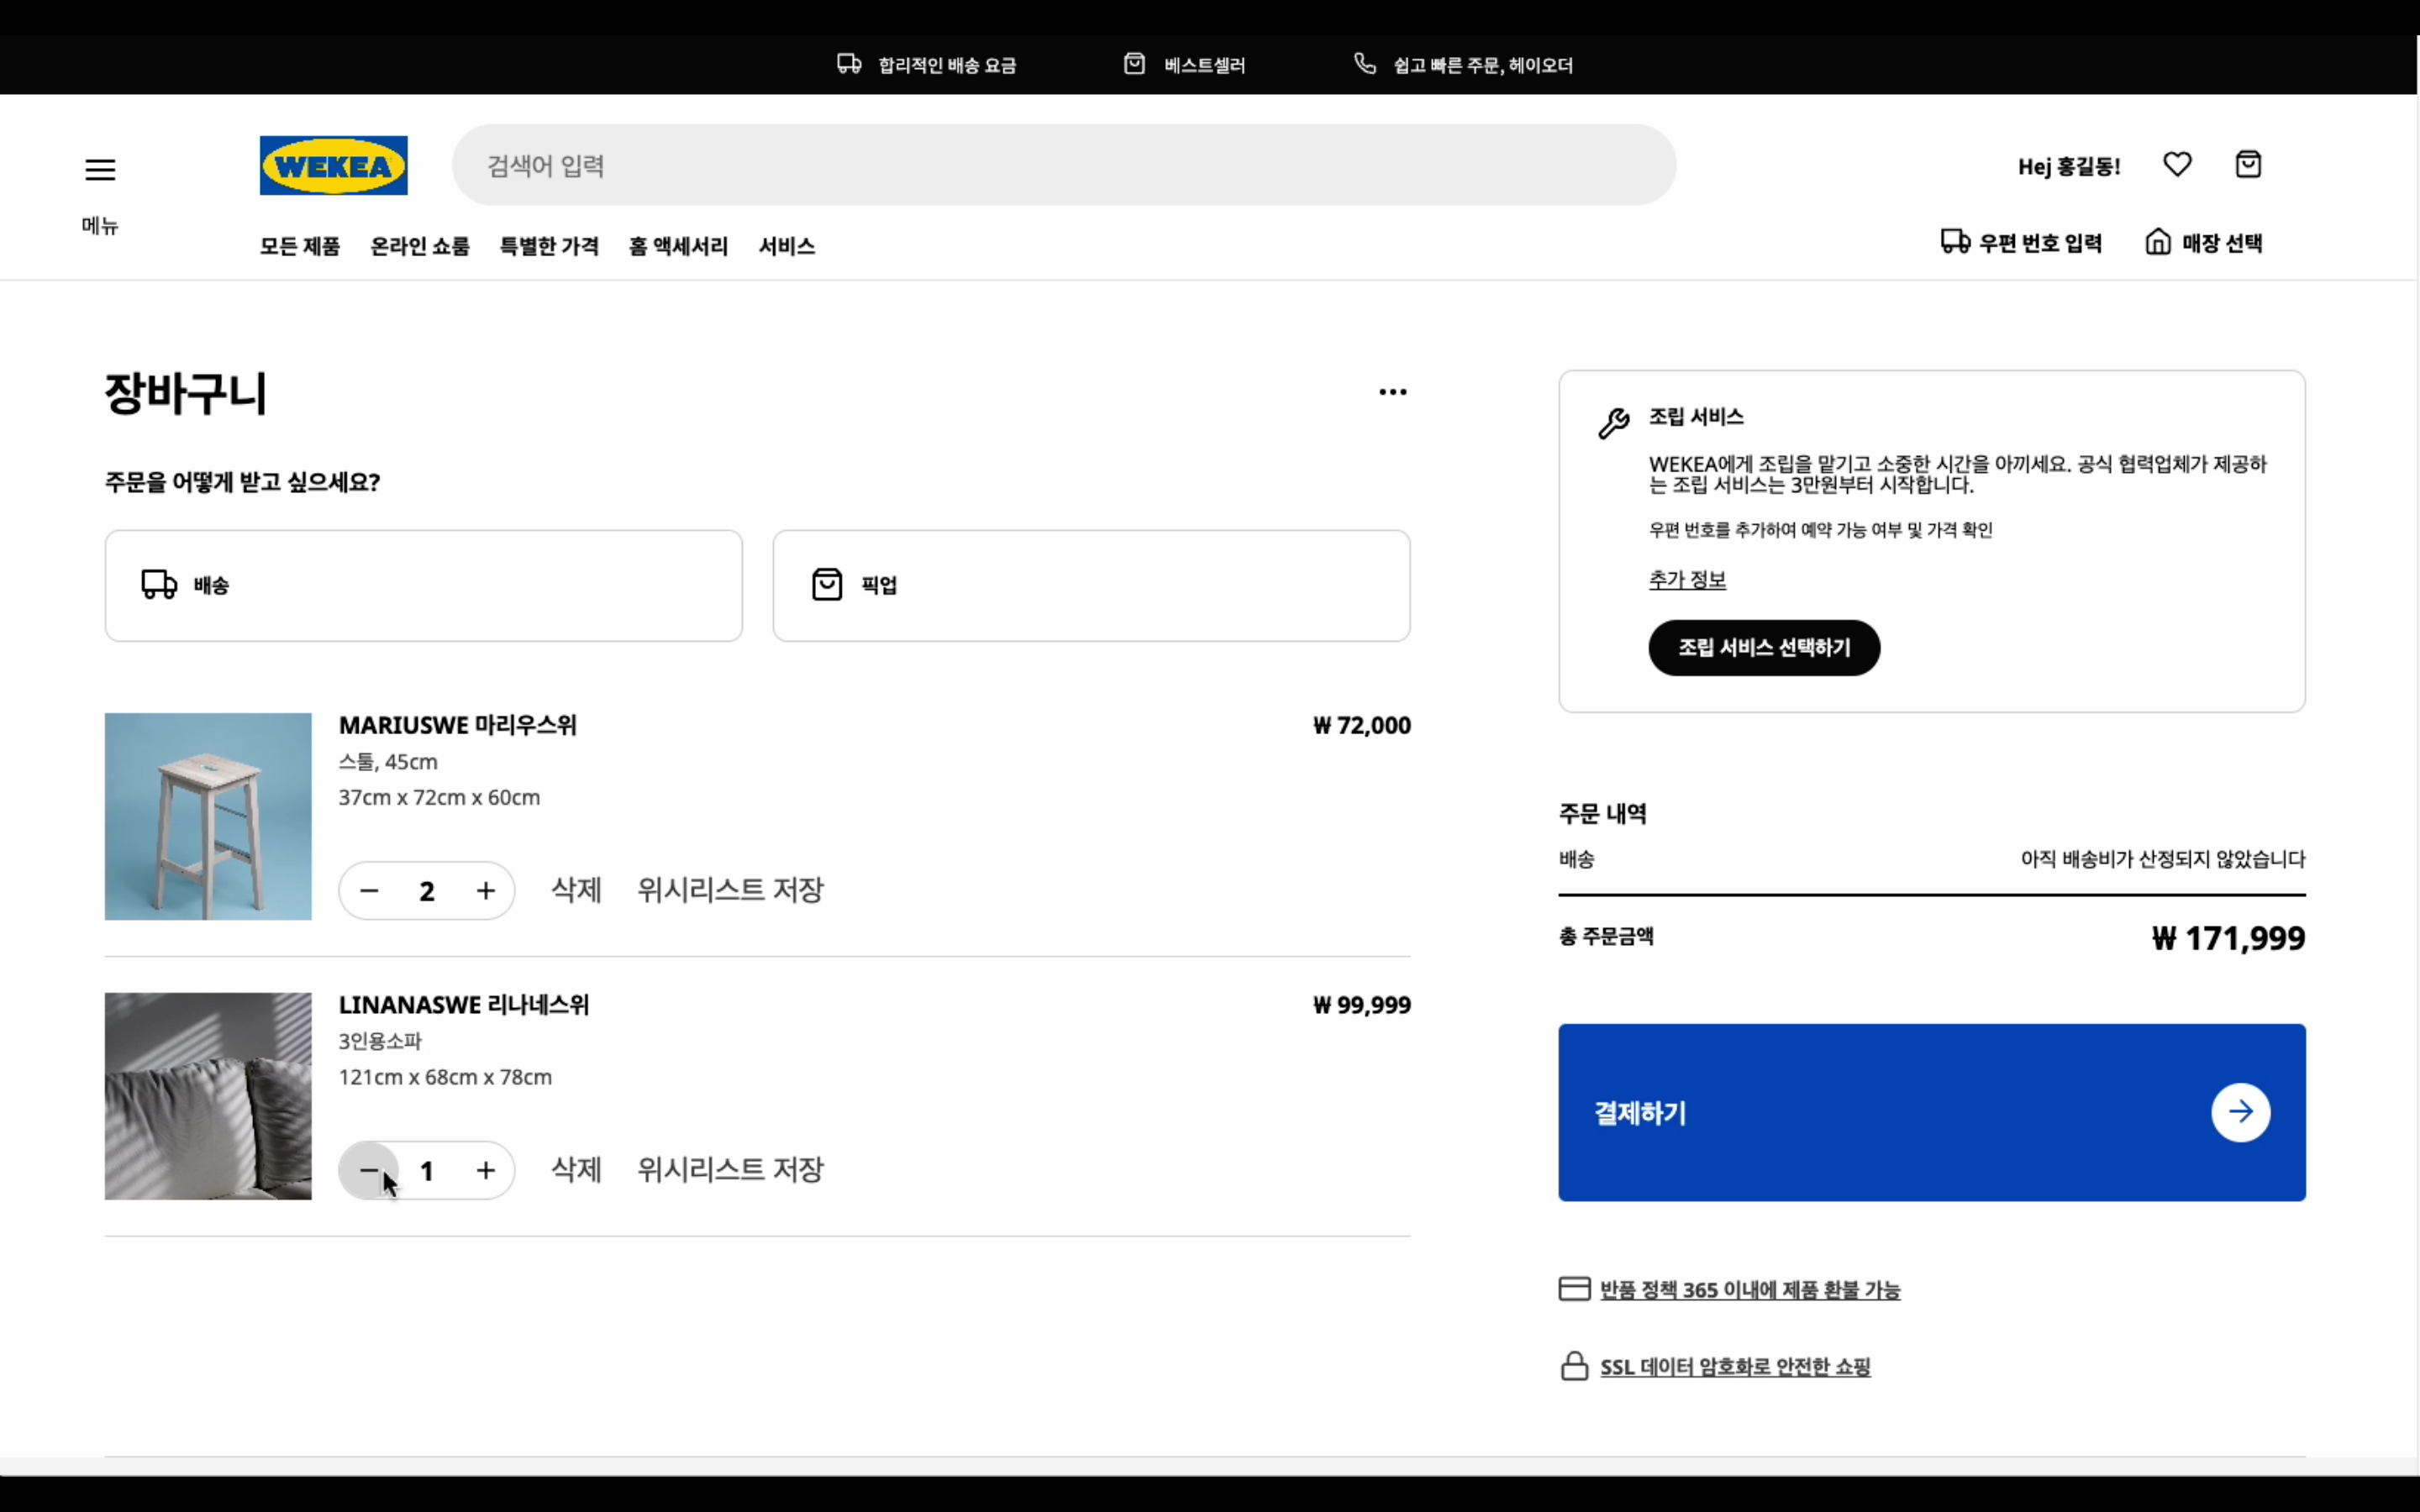 합리적인 배송 요금
베스트셀러
쉽고 빠른 주문, 헤이오더
메뉴
WEKEA
검색어 입력
Hej 홍길동!
모든 제품
온라인 쇼룸
특별한 가격
홈 액세서리
서비스
우편 번호 입력
매장 선택
장바구니
주문을 어떻게 받고 싶으세요?
배송
픽업
MARIUSWE 마리우스위
₩ 72,000
스툴, 45cm
37cm x 72cm x 60cm
2
삭제
위시리스트 저장
LINANASWE 리나네스위
₩ 99,999
3인용소파
121cm x 68cm x 78cm
1
삭제
위시리스트 저장
조립 서비스
WEKEA에게 조립을 맡기고 소중한 시간을 아끼세요. 공식 협력업체가 제공하
는 조립 서비스는 3만원부터 시작합니다.
우편 번호를 추가하여 예약 가능 여부 및 가격 확인
추가 정보
조립 서비스 선택하기
주문 내역
배송
아직 배송비가 산정되지 않았습니다
총 주문금액
₩ 171,999
결제하기
반품 정책 365 이내에 제품 환불 가능
SSL 데이터 암호화로 안전한 쇼핑